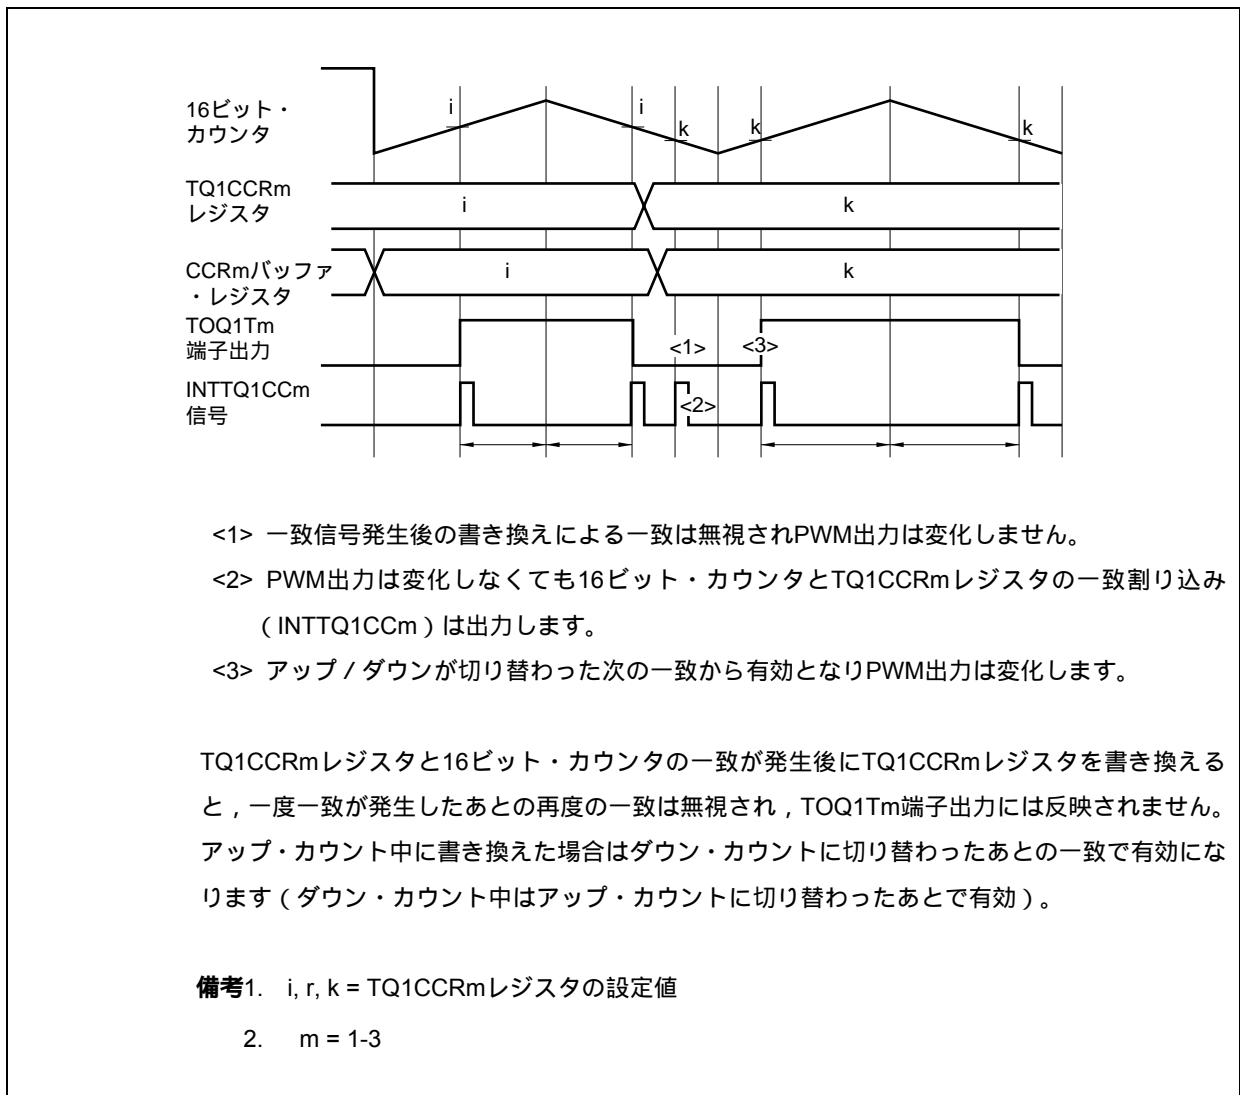 16ビット・
カウンタ
i
i
k
k
k
TQ1CCRm
レジスタ
i
k
CCRmバッファ
・レジスタ
i
k
TOQ1Tm
端子出力
<1>
<3>
INTTQ1CCm
信号
<2>
<1> 一致信号発生後の書き換えによる一致は無視されPWM出力は変化しません。
<2> PWM出力は変化しなくても16ビット・カウンタとTQ1CCRmレジスタの一致割り込み
(INTTQ1CCm)は出力します。
<3> アップ/ダウンが切り替わった次の一致から有効となりPWM出力は変化します。
TQ1CCRmレジスタと16ビット・カウンタの一致が発生後にTQ1CCRmレジスタを書き換える
と,一度一致が発生したあとの再度の一致は無視され,TOQ1Tm端子出力には反映されません。
アップ・カウント中に書き換えた場合はダウン・カウントに切り替わったあとの一致で有効にな
ります(ダウン・カウント中はアップ・カウントに切り替わったあとで有効)。
備考1. i, r, k = TQ1CCRmレジスタの設定値
2. m = 1-3